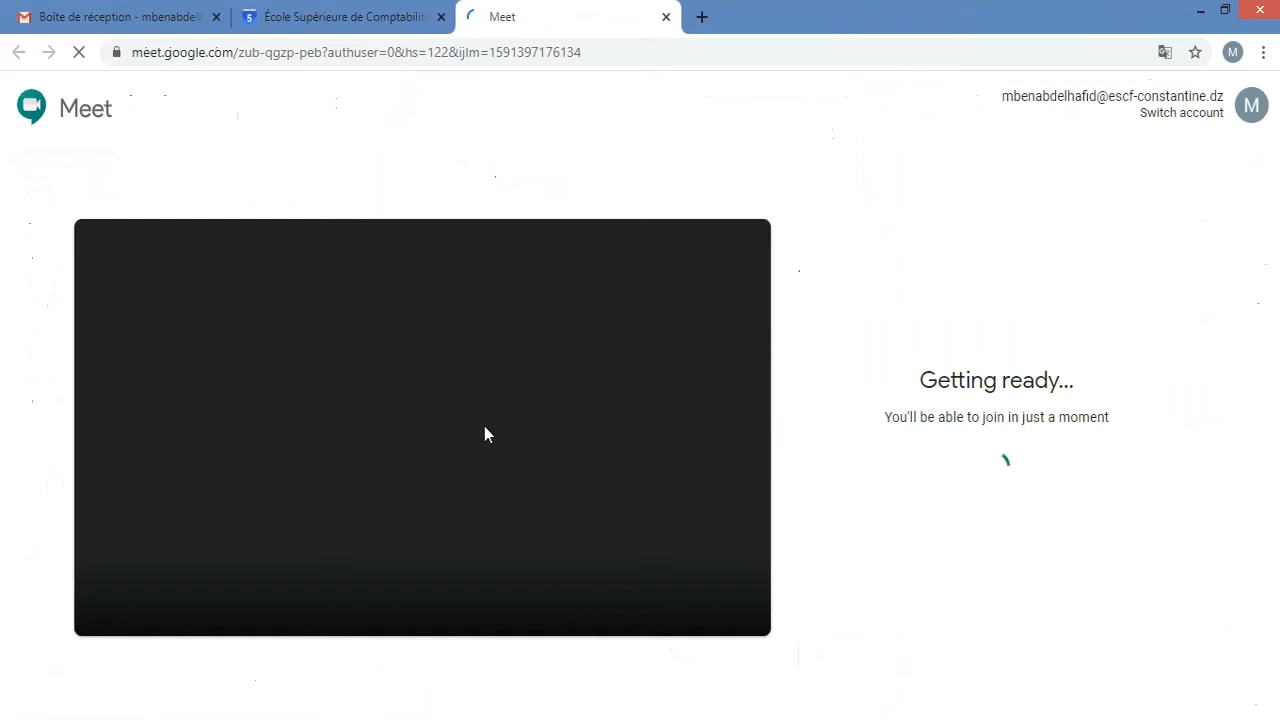 Boîte de réception - mbenabdel
École Supérieure de Comptabilité
Meet
meet.google.com/zub-qgzp-peb?authuser=0&hs=122&ijlm=1591397176134
M
Meet
mbenabdelhafid@escf-constantine.dz
Switch account
M
Getting ready...
You'll be able to join in just a moment